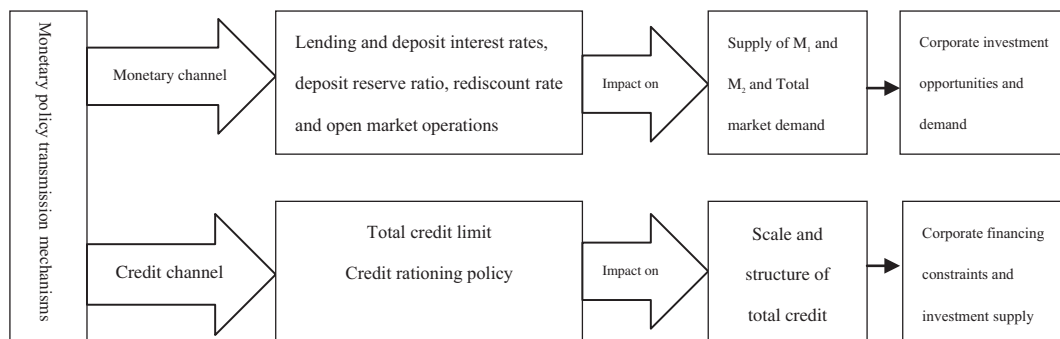 Monetary policy transmission mechanisms
Monetary channel
Lending and deposit interest rates,
deposit reserve ratio, rediscount rate
and open market operations
Impact on
Supply of M₁ and
M₂ and Total
market demand
Corporate investment
opportunities and
demand
Credit channel
Total credit limit
Credit rationing policy
Impact on
Scale and
structure of
total credit
Corporate financing
constraints and
investment supply